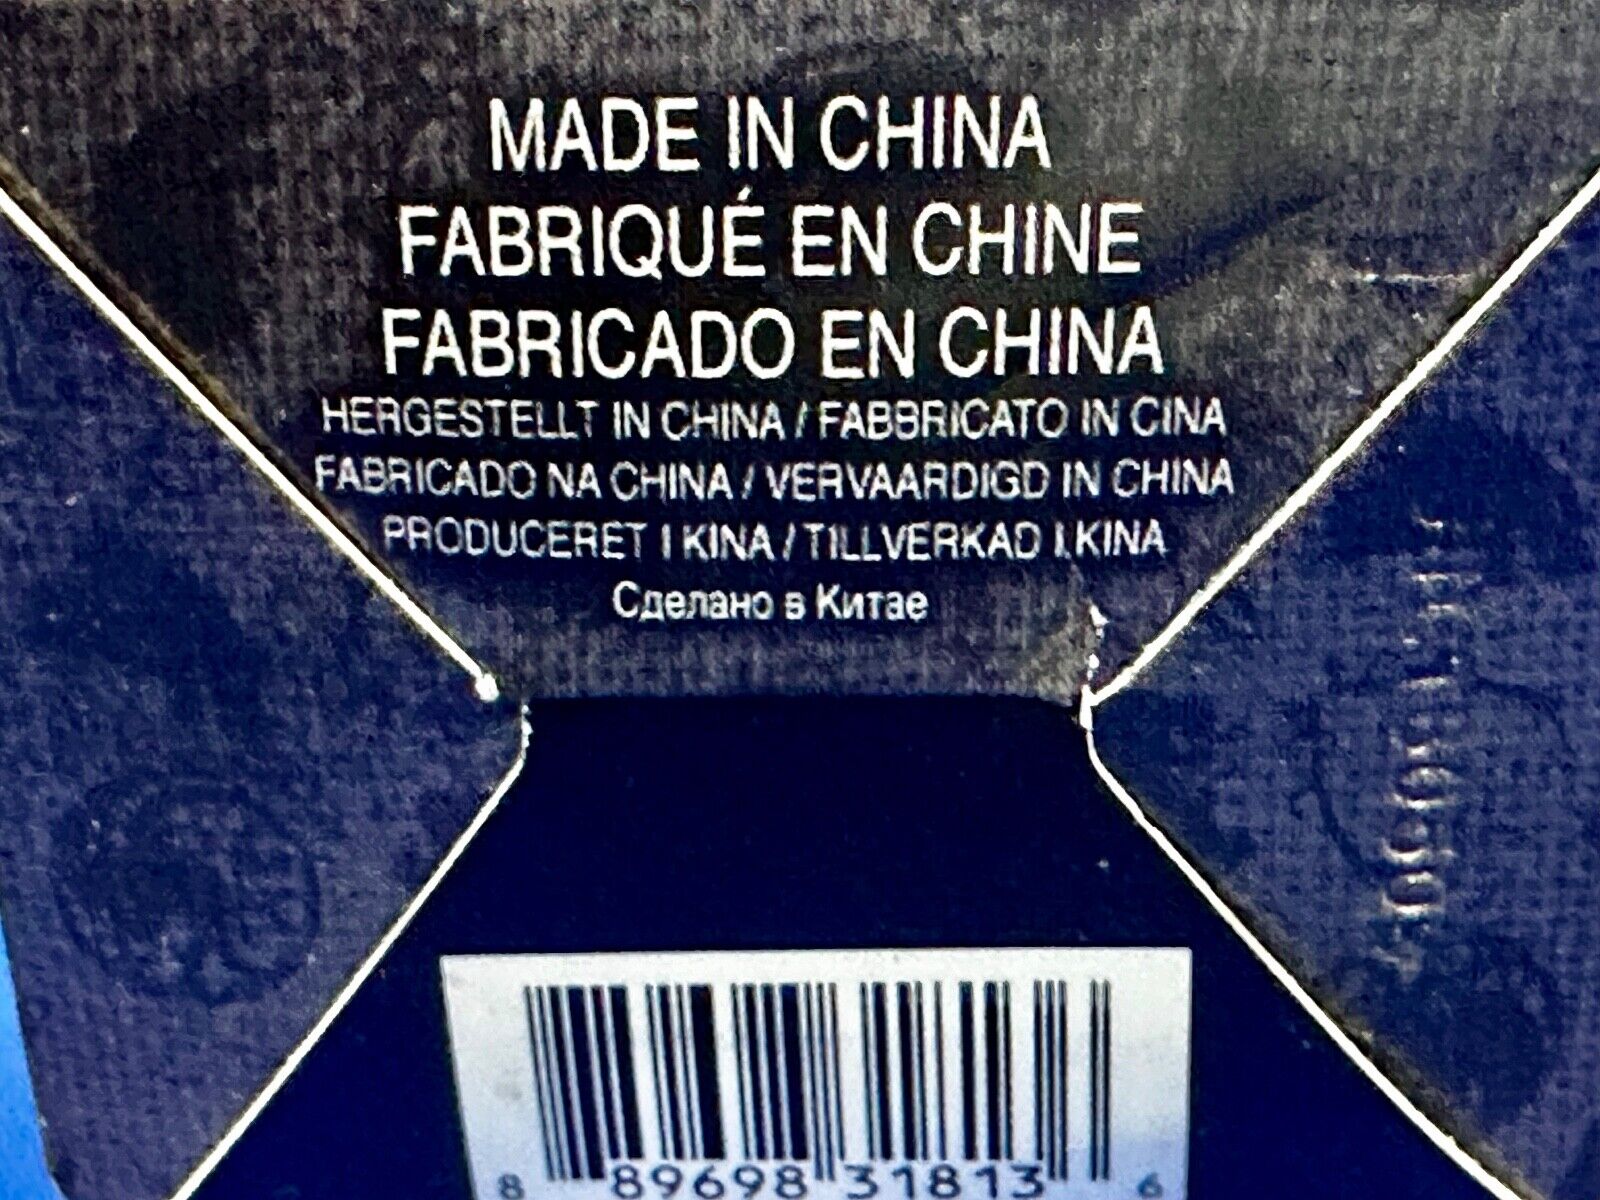 MADE IN CHINA
FABRIQUÉ EN CHINE
FABRICADO EN CHINA
HERGESTELLT IN CHINA / FABBRICATO IN CINA
FABRICADO NA CHINA / VERVAARDIGD IN CHINA
PRODUCERET I KINA / TILLVERKAD I KINA
Сделано в Китае
8 89698 31813 6